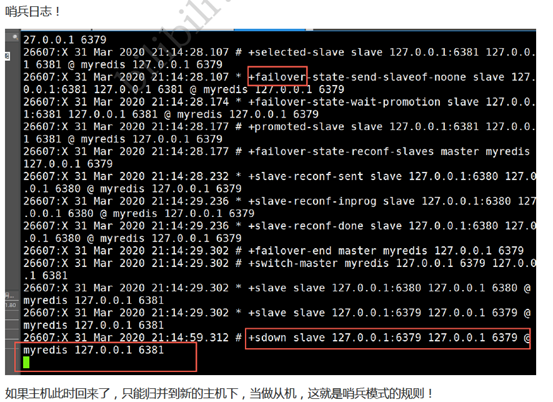 哨兵日志！
27.0.0.1 6379
26607:X 31 Mar 2020 21:14:28.107 # +selected-slave slave 127.0.0.1:6381 127.0.0.
1 6381 @ myredis 127.0.0.1 6379
26607:X 31 Mar 2020 21:14:28.107 * +failover-state-send-slaveof-noone slave 127.
0.0.1:6381 127.0.0.1 6381 @ myredis 127.0.0.1 6379
26607:X 31 Mar 2020 21:14:28.174 * +failover-state-wait-promotion slave 127.0.0.
1:6381 127.0.0.1 6381 @ myredis 127.0.0.1 6379
26607:X 31 Mar 2020 21:14:28.177 # +promoted-slave slave 127.0.0.1:6381 127.0.0.
1 6381 @ myredis 127.0.0.1 6379
26607:X 31 Mar 2020 21:14:28.177 # +failover-state-reconf-slaves master myredis
127.0.0.1 6379
26607:X 31 Mar 2020 21:14:28.232 * +slave-reconf-sent slave 127.0.0.1:6380 127.0
.0.1 6380 @ myredis 127.0.0.1 6379
26607:X 31 Mar 2020 21:14:29.236 * +slave-reconf-inprog slave 127.0.0.1:6380 127
.0.0.1 6380 @ myredis 127.0.0.1 6379
26607:X 31 Mar 2020 21:14:29.236 * +slave-reconf-done slave 127.0.0.1:6380 127.0
.0.1 6380 @ myredis 127.0.0.1 6379
26607:X 31 Mar 2020 21:14:29.302 # +failover-end master myredis 127.0.0.1 6379
26607:X 31 Mar 2020 21:14:29.302 # +switch-master myredis 127.0.0.1 6379 127.0.0
.1 6381
26607:X 31 Mar 2020 21:14:29.302 * +slave slave 127.0.0.1:6380 127.0.0.1 6380 @
myredis 127.0.0.1 6381
26607:X 31 Mar 2020 21:14:29.302 * +slave slave 127.0.0.1:6379 127.0.0.1 6379 @
myredis 127.0.0.1 6381
26607:X 31 Mar 2020 21:14:59.312 # +sdown slave 127.0.0.1:6379 127.0.0.1 6379 @
myredis 127.0.0.1 6381
如果主机此时回来了，只能归并到新的主机下，当做从机，这就是哨兵模式的规则！